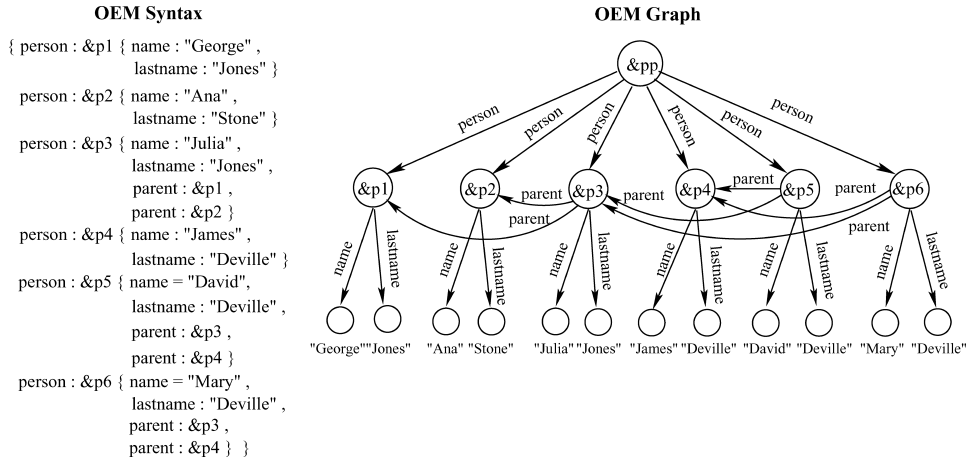 OEM Syntax
{ person : &p1 { name : "George" ,
lastname : "Jones" }
person : &p2 { name : "Ana" ,
lastname : "Stone" }
person : &p3 { name : "Julia" ,
lastname : "Jones" ,
parent : &p1 ,
parent : &p2 }
person : &p4 { name : "James" ,
lastname : "Deville" }
person : &p5 { name = "David",
lastname : "Deville" ,
parent : &p3 ,
parent : &p4 }
person : &p6 { name = "Mary" ,
lastname : "Deville" ,
parent : &p3 ,
parent : &p4 } }
OEM Graph
&pp
person person person person person person
&p1 &p2 &p3 &p4 &p5 &p6
parent parent parent parent parent parent
name lastname name lastname name lastname name lastname name lastname name lastname
"George" "Jones" "Ana" "Stone" "Julia" "Jones" "James" "Deville" "David" "Deville" "Mary" "Deville"